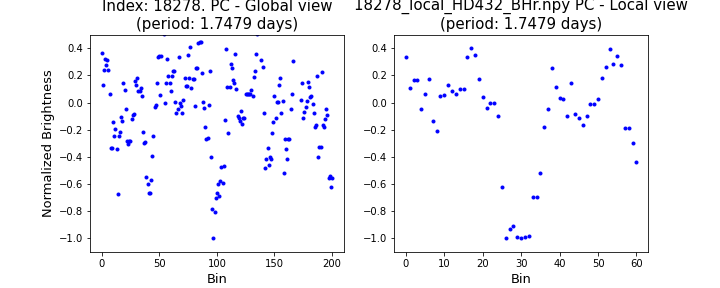 Index: 18278. PC - Global view
(period: 1.7479 days)
18278_local_HD432_BHr.npy PC - Local view
(period: 1.7479 days)
Normalized Brightness
0.4
0.2
0.0
−0.2
−0.4
−0.6
−0.8
−1.0
0 50 100 150 200
Bin
0.4
0.2
0.0
−0.2
−0.4
−0.6
−0.8
−1.0
0 10 20 30 40 50 60
Bin